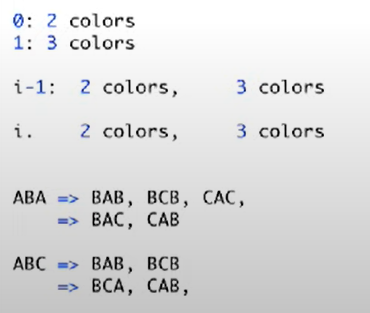 0: 2 colors
1: 3 colors
i-1: 2 colors, 3 colors
i. 2 colors, 3 colors
ABA => BAB, BCB, CAC,
=> BAC, CAB
ABC => BAB, BCB
=> BCA, CAB,